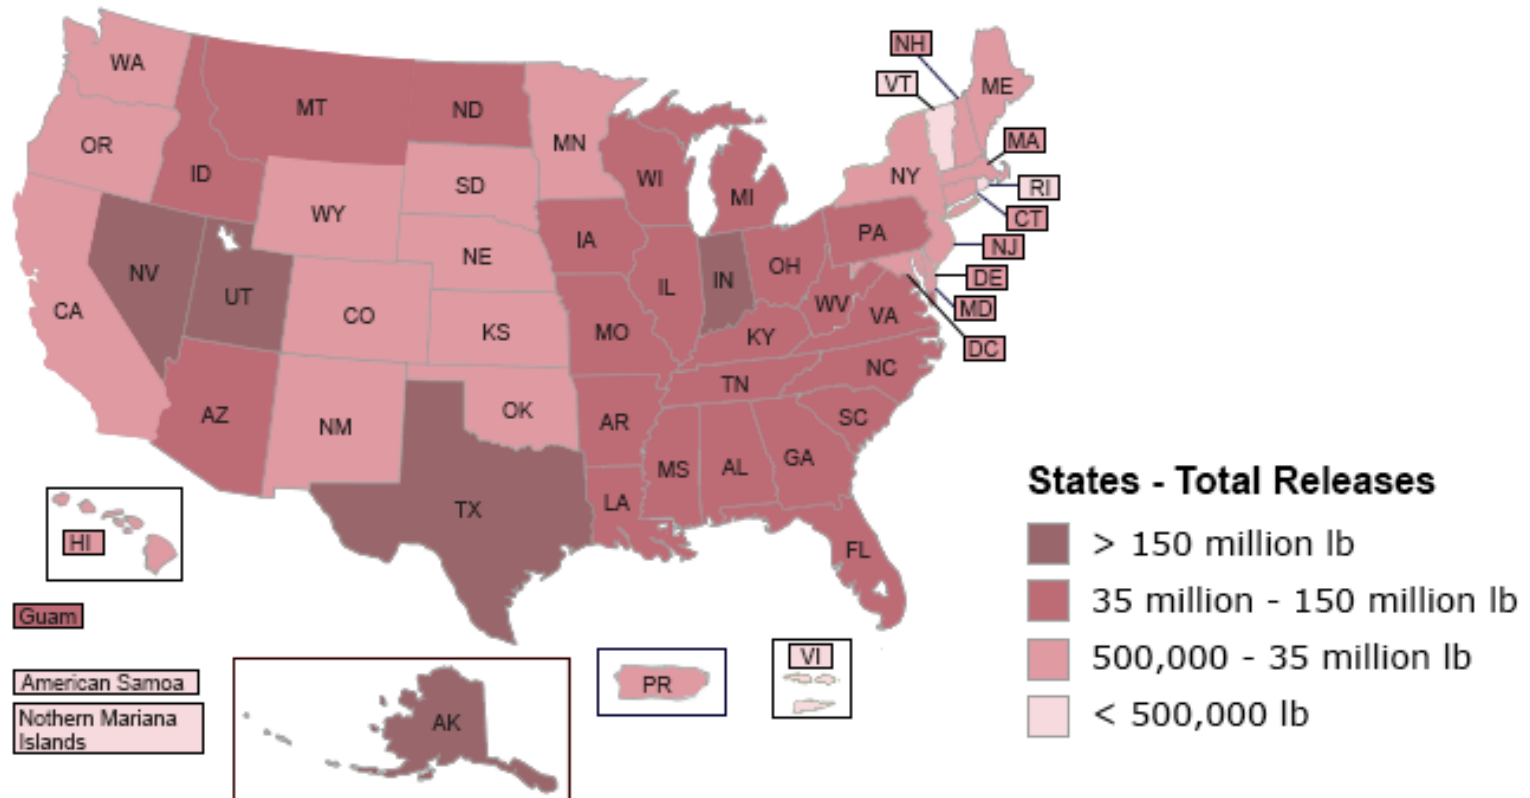 WA
MT
ND
MN
OR
ID
SD
WI
MI
NY
ME
NH
VT
MA
RI
CT
NJ
DE
MD
DC
WY
IA
NE
PA
NV
UT
CO
IL
IN
OH
WV
VA
CA
KS
MO
KY
NC
TN
AZ
NM
OK
AR
SC
MS
AL
GA
TX
LA
FL
HI
Guam
American Samoa
Nothern Mariana
Islands
AK
PR
VI
States - Total Releases
> 150 million lb
35 million - 150 million lb
500,000 - 35 million lb
< 500,000 lb